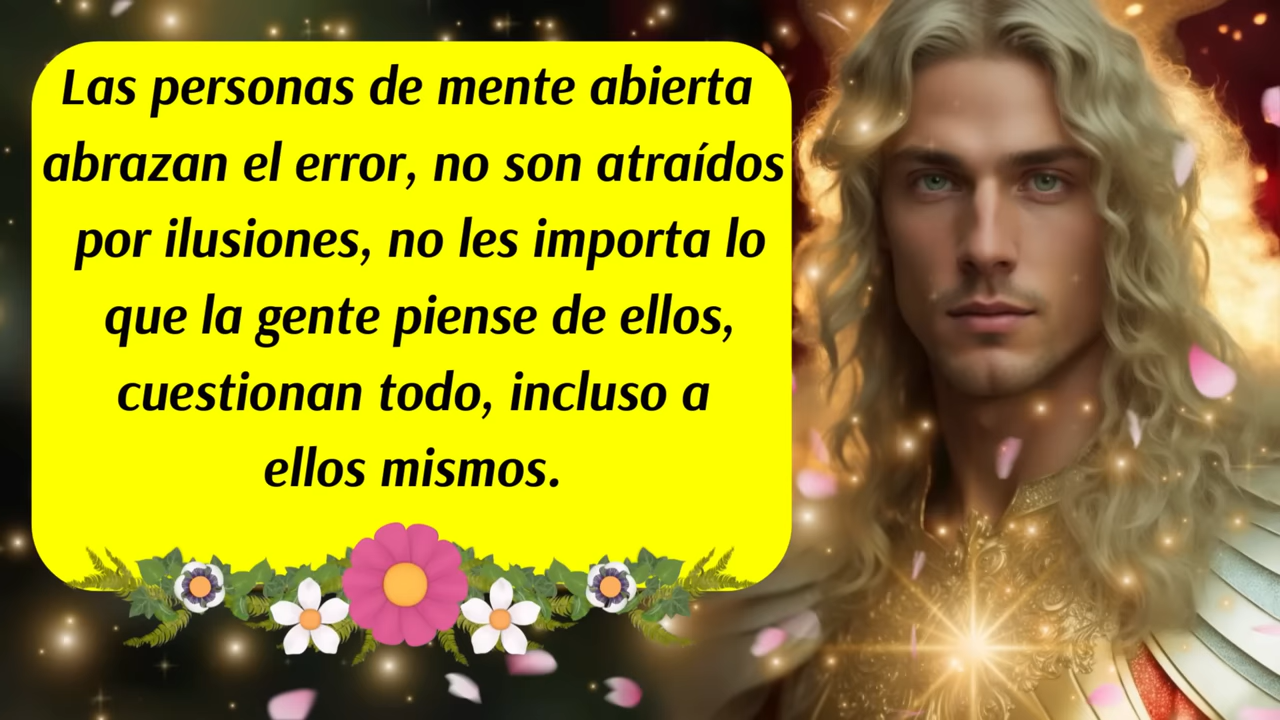 Las personas de mente abierta
abrazan el error, no son atraídos
por ilusiones, no les importa lo
que la gente piense de ellos,
cuestionan todo, incluso a
ellos mismos.